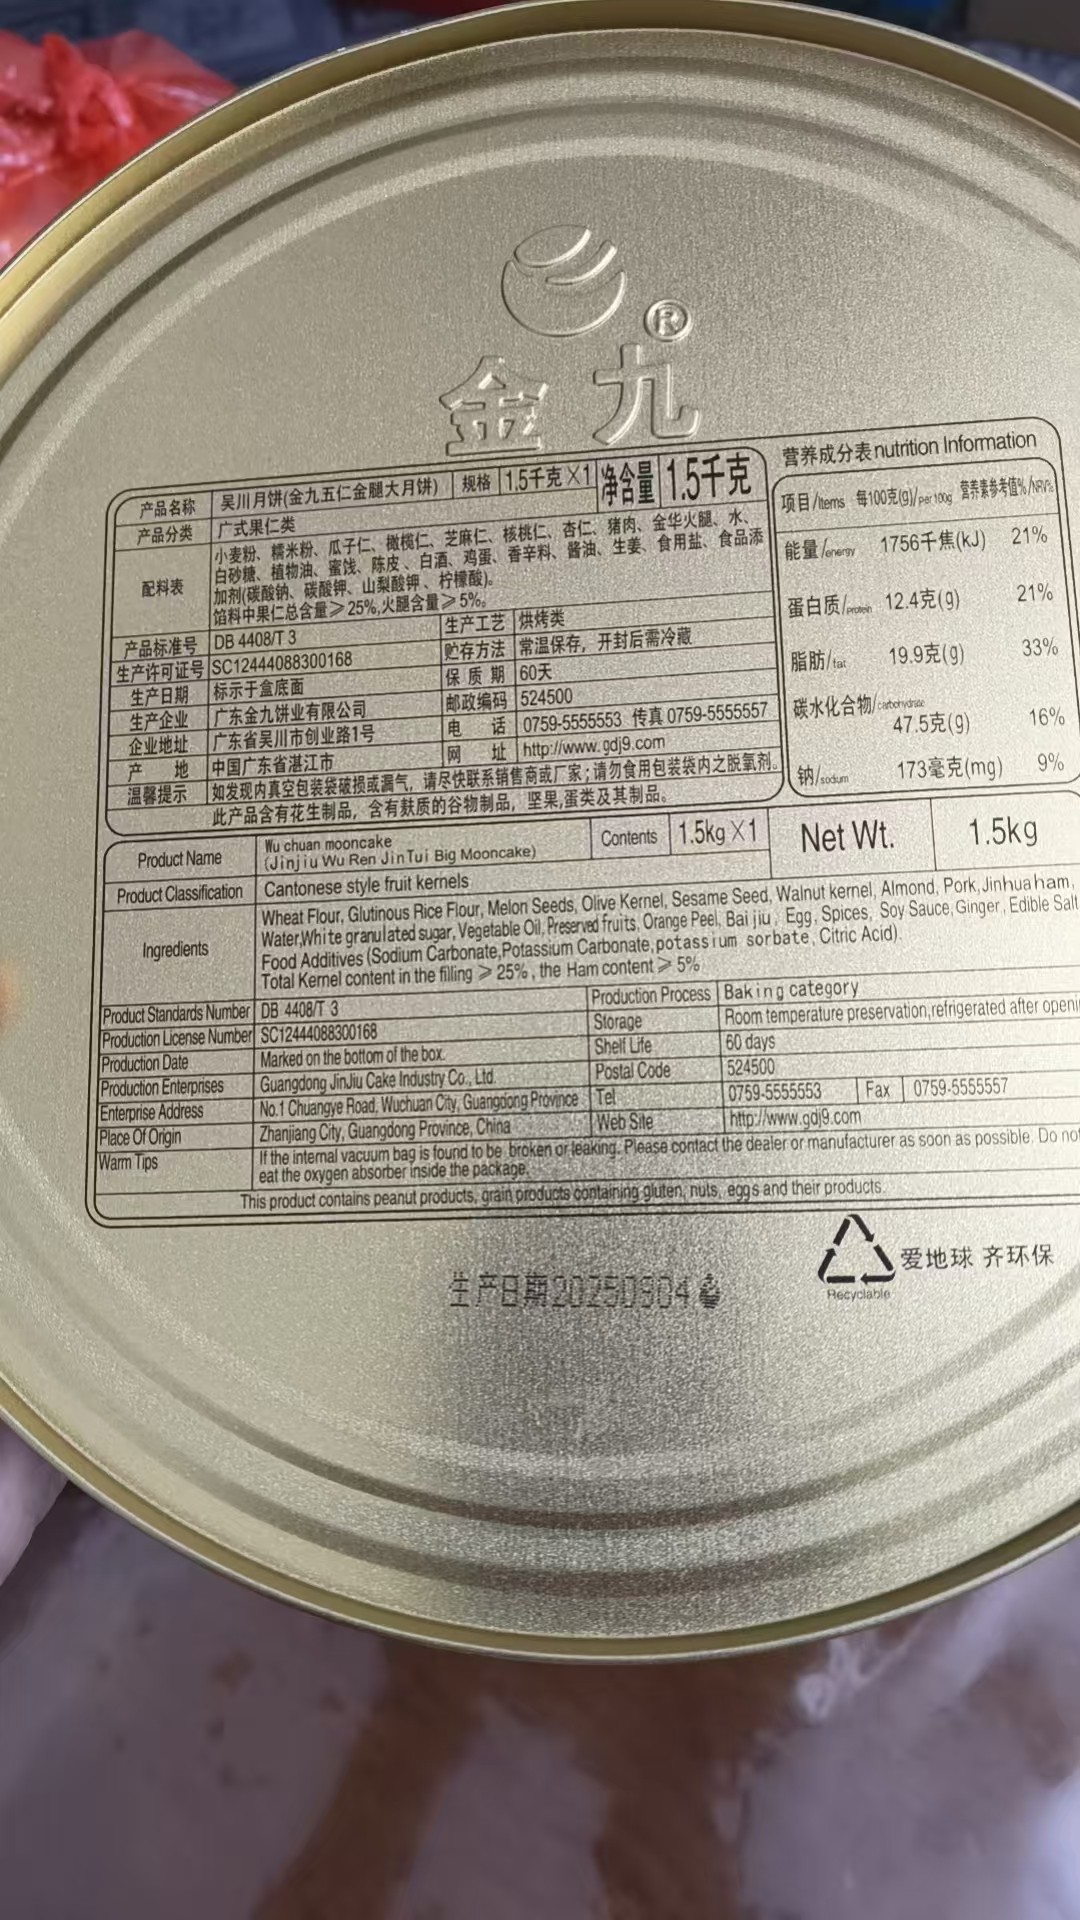 ®
金九
营养成分表 nutrition Information
产品名称 吴川月饼(金九五仁金腿大月饼) 规格 1.5千克×1 净含量 1.5千克
产品分类 广式果仁类
配料表 小麦粉、糯米粉、瓜子仁、橄榄仁、芝麻仁、核桃仁、杏仁、猪肉、金华火腿、水、
白砂糖、植物油、蜜饯、陈皮、白酒、鸡蛋、香辛料、酱油、生姜、食用盐、食品添
加剂(碳酸钠、碳酸钾、山梨酸钾、柠檬酸)。
馅料中果仁总含量≥25%,火腿含量≥5%。
产品标准号 DB 4408/T 3 生产工艺 烘烤类
生产许可证号 SC12444088300168 贮存方法 常温保存，开封后需冷藏
生产日期 标示于盒底面 保质期 60天
生产企业 广东金九饼业有限公司 邮政编码 524500
企业地址 广东省吴川市创业路1号 电话 0759-5555553 传真 0759-5555557
产地 中国广东省湛江市 网址 http://www.gdj9.com
温馨提示 如发现内真空包装袋破损或漏气，请尽快联系销售商或厂家；请勿食用包装袋内之脱氧剂。
此产品含有花生制品，含有麸质的谷物制品，坚果,蛋类及其制品。
项目/Items 每100克(g)/per 100g 营养素参考值%/NRV%
能量/energy 1756千焦(kJ) 21%
蛋白质/protein 12.4克(g) 21%
脂肪/fat 19.9克(g) 33%
碳水化合物/carbohydrate 47.5克(g) 16%
钠/sodium 173毫克(mg) 9%
Product Name Wu chuan mooncake
(Jinjiu Wu Ren JinTui Big Mooncake) Contents 1.5kg×1 Net Wt. 1.5kg
Product Classification Cantonese style fruit kernels
Ingredients Wheat Flour, Glutinous Rice Flour, Melon Seeds, Olive Kernel, Sesame Seed, Walnut kernel, Almond, Pork, Jinhua ham,
Water,White granulated sugar, Vegetable Oil, Preserved fruits, Orange Peel, Bai jiu, Egg, Spices, Soy Sauce, Ginger, Edible Salt
Food Additives (Sodium Carbonate,Potassium Carbonate, potassium sorbate, Citric Acid).
Total Kernel content in the filling ≥ 25%, the Ham content ≥ 5%
Product Standards Number DB 4408/T 3 Production Process Baking category
Production License Number SC12444088300168 Storage Room temperature preservation,refrigerated after openi
Production Date Marked on the bottom of the box. Shelf Life 60 days
Production Enterprises Guangdong JinJiu Cake Industry Co., Ltd. Postal Code 524500
Enterprise Address No.1 Chuangye Road, Wuchuan City, Guangdong Province Tel 0759-5555553 Fax 0759-5555557
Place Of Origin Zhanjiang City, Guangdong Province, China Web Site http://www.gdj9.com
Warm Tips If the internal vacuum bag is found to be broken or leaking. Please contact the dealer or manufacturer as soon as possible. Do not
eat the oxygen absorber inside the package.
This product contains peanut products, grain products containing gluten, nuts, eggs and their products.
爱地球 齐环保
Recyclable
生产日期20250904